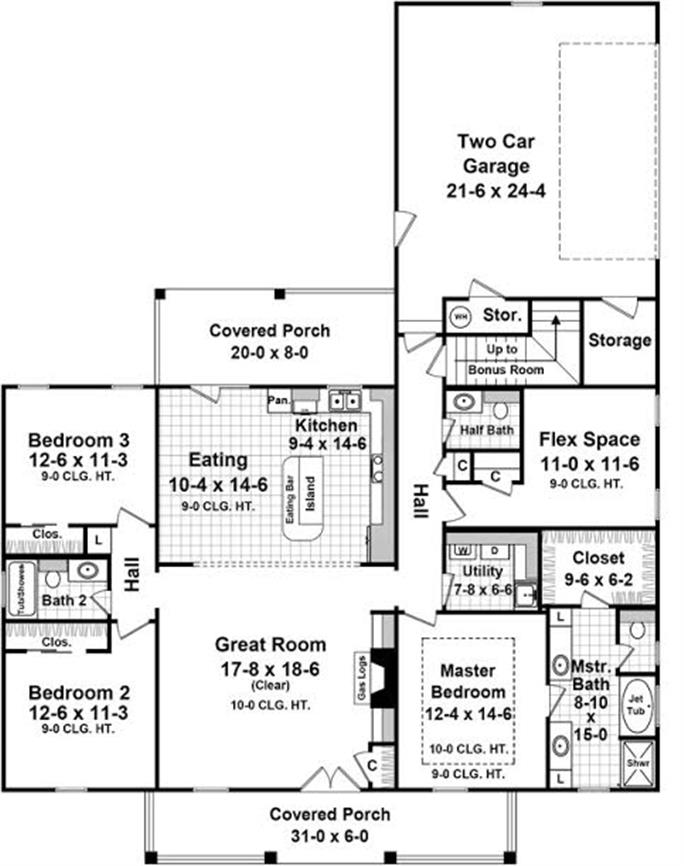 Two Car
Garage
21-6 x 24-4
WH
Stor.
Storage
Up to
Bonus Room
Covered Porch
20-0 x 8-0
Bedroom 3
12-6 x 11-3
9-0 CLG. HT.
Eating
10-4 x 14-6
9-0 CLG. HT.
Pan.
Kitchen
9-4 x 14-6
Eating Bar
Island
Half Bath
Flex Space
11-0 x 11-6
9-0 CLG. HT.
C
C
Hall
Clos.
L
Hall
Tub/Shower
Bath 2
Clos.
Utility
7-8 x 6-6
W
D
Closet
9-6 x 6-2
Great Room
17-8 x 18-6
(Clear)
10-0 CLG. HT.
Gas Logs
C
Bedroom 2
12-6 x 11-3
9-0 CLG. HT.
Master
Bedroom
12-4 x 14-6
10-0 CLG. HT.
9-0 CLG. HT.
L
Mstr.
Bath
8-10
x
15-0
Jet
Tub
Shwr
L
Covered Porch
31-0 x 6-0